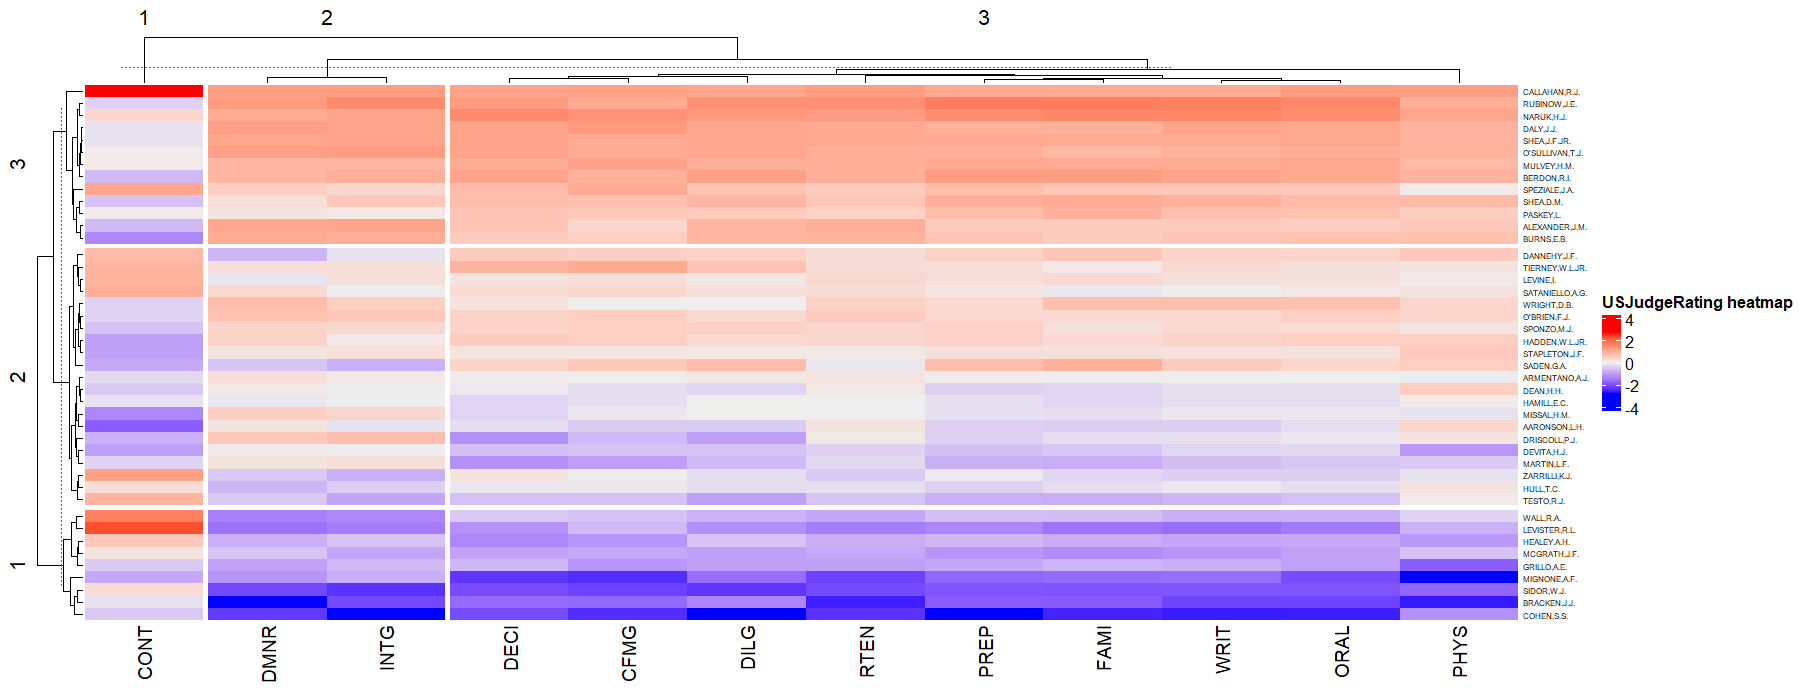 1 2 3
3
2
1
CALLAHAN,R.J.
RUBINOW,J.E.
NARUK,H.J.
DALY,J.J.
SHEA,J.F.JR.
O'SULLIVAN,T.J.
MULVEY,H.M.
BERDON,R.I.
SPEZIALE,J.A.
SHEA,D.M.
PASKEY,L.
ALEXANDER,J.M.
BURNS,E.B.
DANNEHY,J.F.
TIERNEY,W.L.JR.
LEVINE,I.
SATANIELLO,A.G.
WRIGHT,D.B.
O'BRIEN,F.J.
SPONZO,M.J.
HADDEN,W.L.JR.
STAPLETON,J.F.
SADEN,G.A.
ARMENTANO,A.J.
DEAN,H.H.
HAMILL,E.C.
MISSAL,H.M.
AARONSON,L.H.
DRISCOLL,P.J.
DEVITA,H.J.
MARTIN,L.F.
ZARRILLI,K.J.
HULL,T.C.
TESTO,R.J.
WALL,R.A.
LEVISTER,R.L.
HEALEY.A.H.
MCGRATH,J.F.
GRILLO,A.E.
MIGNONE,A.F.
SIDOR,W.J.
BRACKEN,J.J.
COHEN,S.S.
USJudgeRating heatmap
4
2
0
-2
-4
CONT DMNR INTG DECI CFMG DILG RTEN PREP FAMI WRIT ORAL PHYS